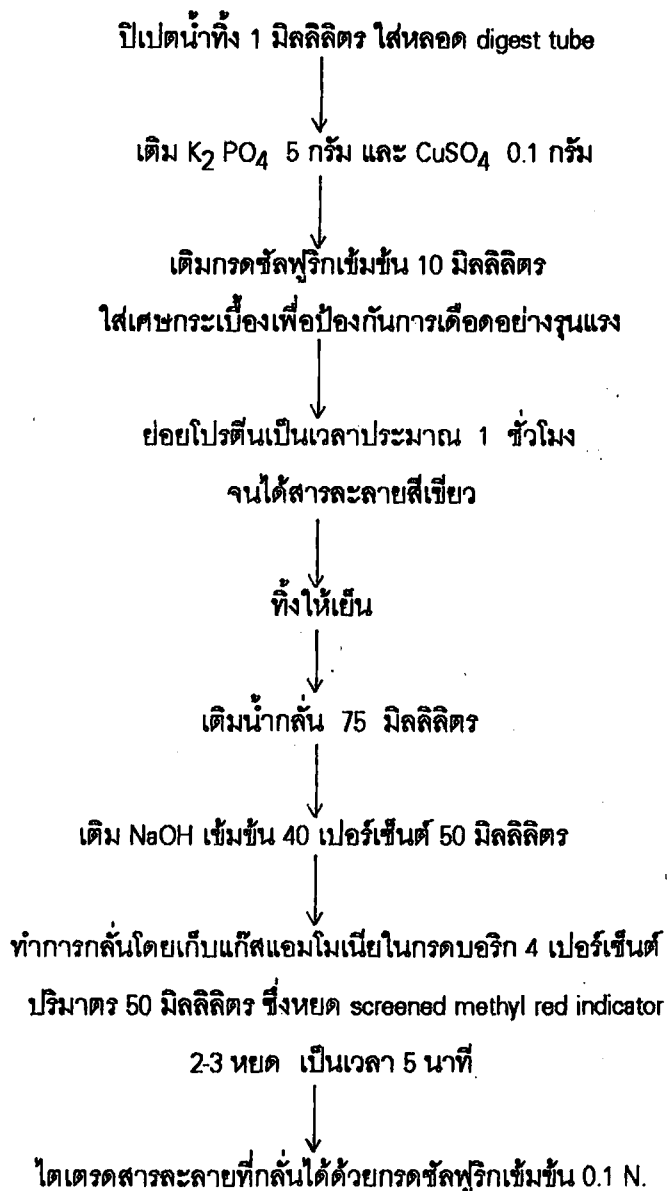 ปิเปตน้ำทิ้ง 1 มิลลิลิตร ใส่หลอด digest tube
เติม K2 PO4 5 กรัม และ CuSO4 0.1 กรัม
เติมกรดซัลฟูริกเข้มข้น 10 มิลลิลิตร
ใส่เศษกระเบื้องเพื่อป้องกันการเดือดอย่างรุนแรง
ย่อยโปรตีนเป็นเวลาประมาณ 1 ชั่วโมง
จนได้สารละลายสีเขียว
ทิ้งให้เย็น
เติมน้ำกลั่น 75 มิลลิลิตร
เติม NaOH เข้มข้น 40 เปอร์เซ็นต์ 50 มิลลิลิตร
ทำการกลั่นโดยเก็บแก๊สแอมโมเนียในกรดบอริก 4 เปอร์เซ็นต์
ปริมาตร 50 มิลลิลิตร ซึ่งหยด screened methyl red indicator
2-3 หยด เป็นเวลา 5 นาที
ไตเตรตสารละลายที่กลั่นได้ด้วยกรดซัลฟูริกเข้มข้น 0.1 N.